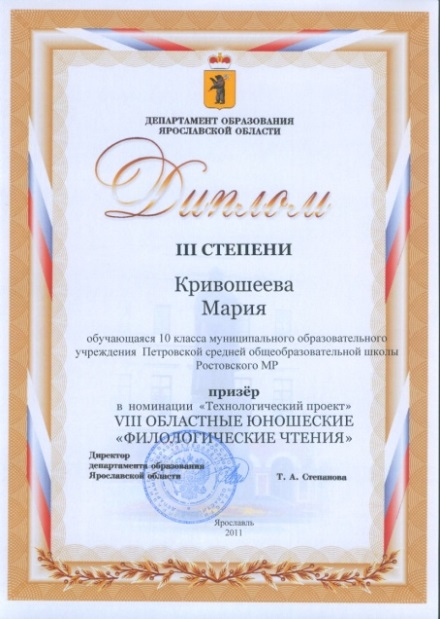 ДЕПАРТАМЕНТ ОБРАЗОВАНИЯ
ЯРОСЛАВСКОЙ ОБЛАСТИ
Диплом
III СТЕПЕНИ
Кривошеева
Мария
обучающаяся 10 класса муниципального образовательного
учреждения Петровской средней общеобразовательной школы
Ростовского МР
призёр
в номинации «Технологический проект»
VIII ОБЛАСТНЫЕ ЮНОШЕСКИЕ
«ФИЛОЛОГИЧЕСКИЕ ЧТЕНИЯ»
Директор
департамента образования
Ярославской области
Т. А. Степанова
Ярославль
2011